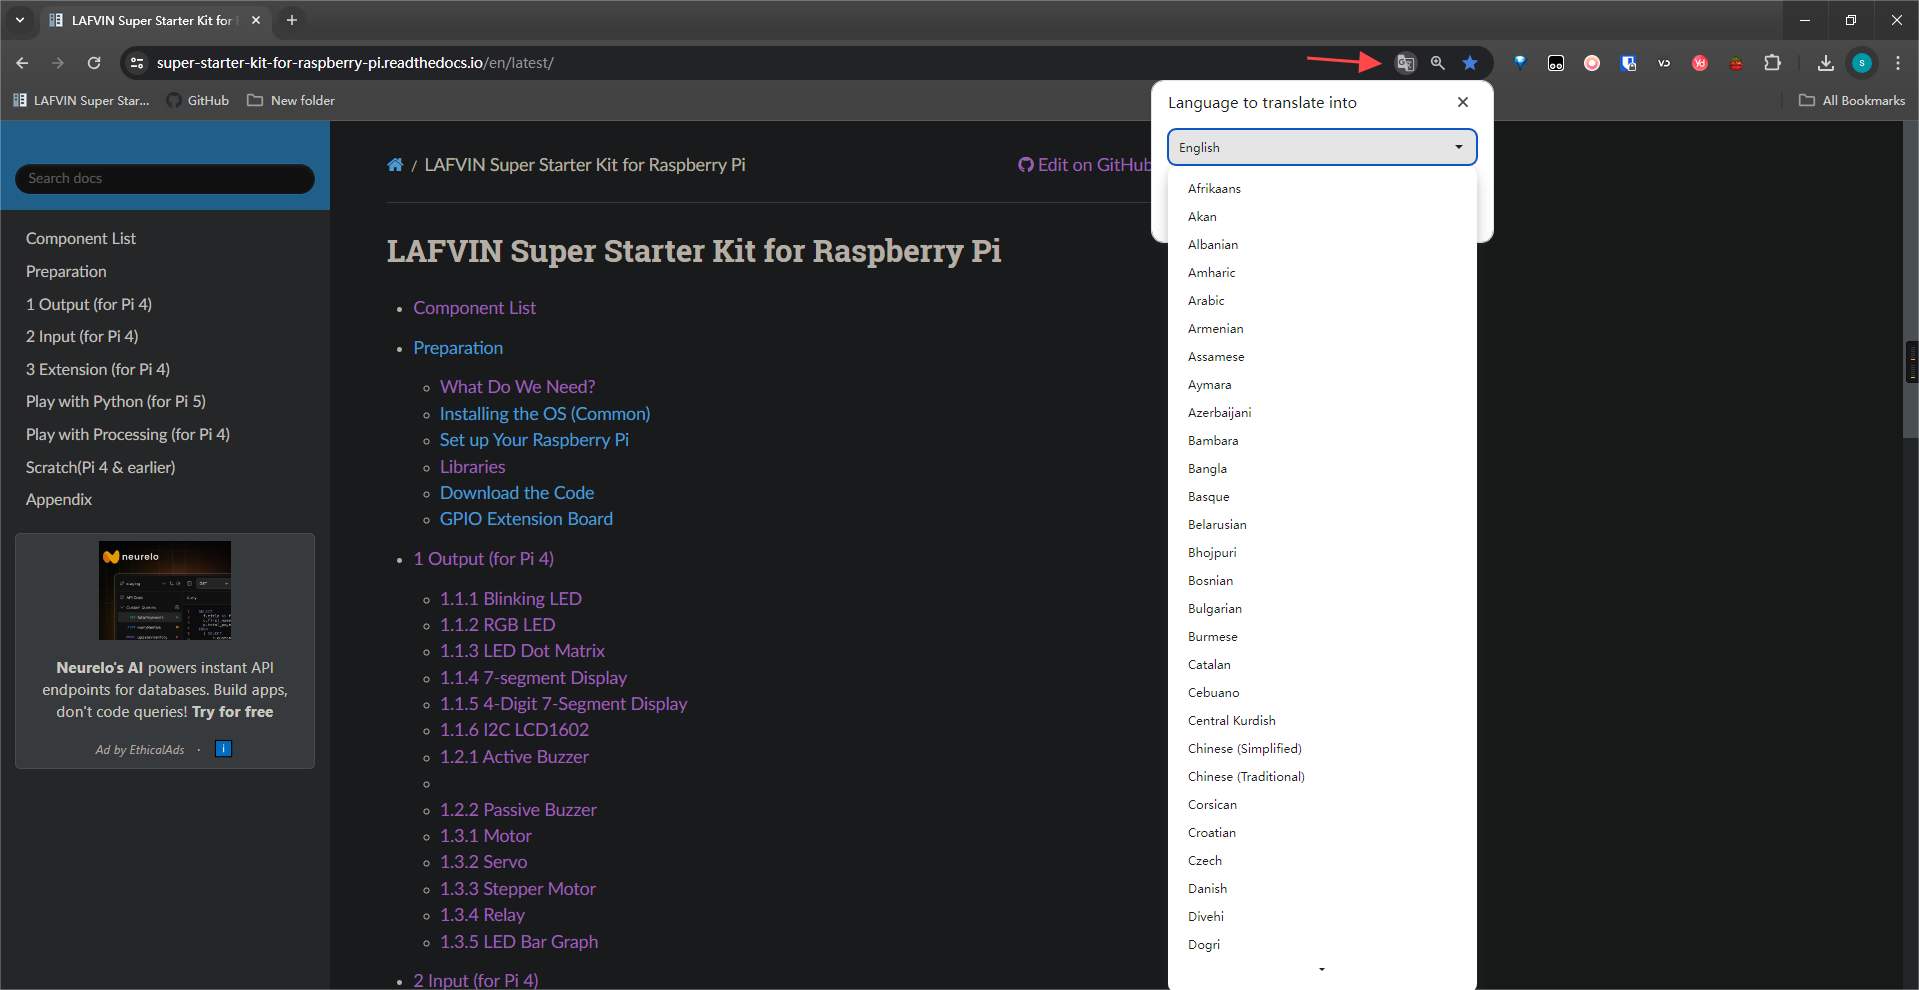 LAFVIN Super Starter Kit for
super-starter-kit-for-raspberry-pi.readthedocs.io/en/latest/
LAFVIN Super Star...
GitHub
New folder
All Bookmarks
S
Yd
Search docs
Component List
Preparation
1 Output (for Pi 4)
2 Input (for Pi 4)
3 Extension (for Pi 4)
Play with Python (for Pi 5)
Play with Processing (for Pi 4)
Scratch(Pi 4 & earlier)
Appendix
neurelo
Neurelo's AI powers instant API
endpoints for databases. Build apps,
don't code queries! Try for free
Ad by EthicalAds · i
/ LAFVIN Super Starter Kit for Raspberry Pi
Edit on GitHub
LAFVIN Super Starter Kit for Raspberry Pi
Component List
Preparation
What Do We Need?
Installing the OS (Common)
Set up Your Raspberry Pi
Libraries
Download the Code
GPIO Extension Board
1 Output (for Pi 4)
1.1.1 Blinking LED
1.1.2 RGB LED
1.1.3 LED Dot Matrix
1.1.4 7-segment Display
1.1.5 4-Digit 7-Segment Display
1.1.6 I2C LCD1602
1.2.1 Active Buzzer
1.2.2 Passive Buzzer
1.3.1 Motor
1.3.2 Servo
1.3.3 Stepper Motor
1.3.4 Relay
1.3.5 LED Bar Graph
2 Input (for Pi 4)
Language to translate into
English
Afrikaans
Akan
Albanian
Amharic
Arabic
Armenian
Assamese
Aymara
Azerbaijani
Bambara
Bangla
Basque
Belarusian
Bhojpuri
Bosnian
Bulgarian
Burmese
Catalan
Cebuano
Central Kurdish
Chinese (Simplified)
Chinese (Traditional)
Corsican
Croatian
Czech
Danish
Divehi
Dogri